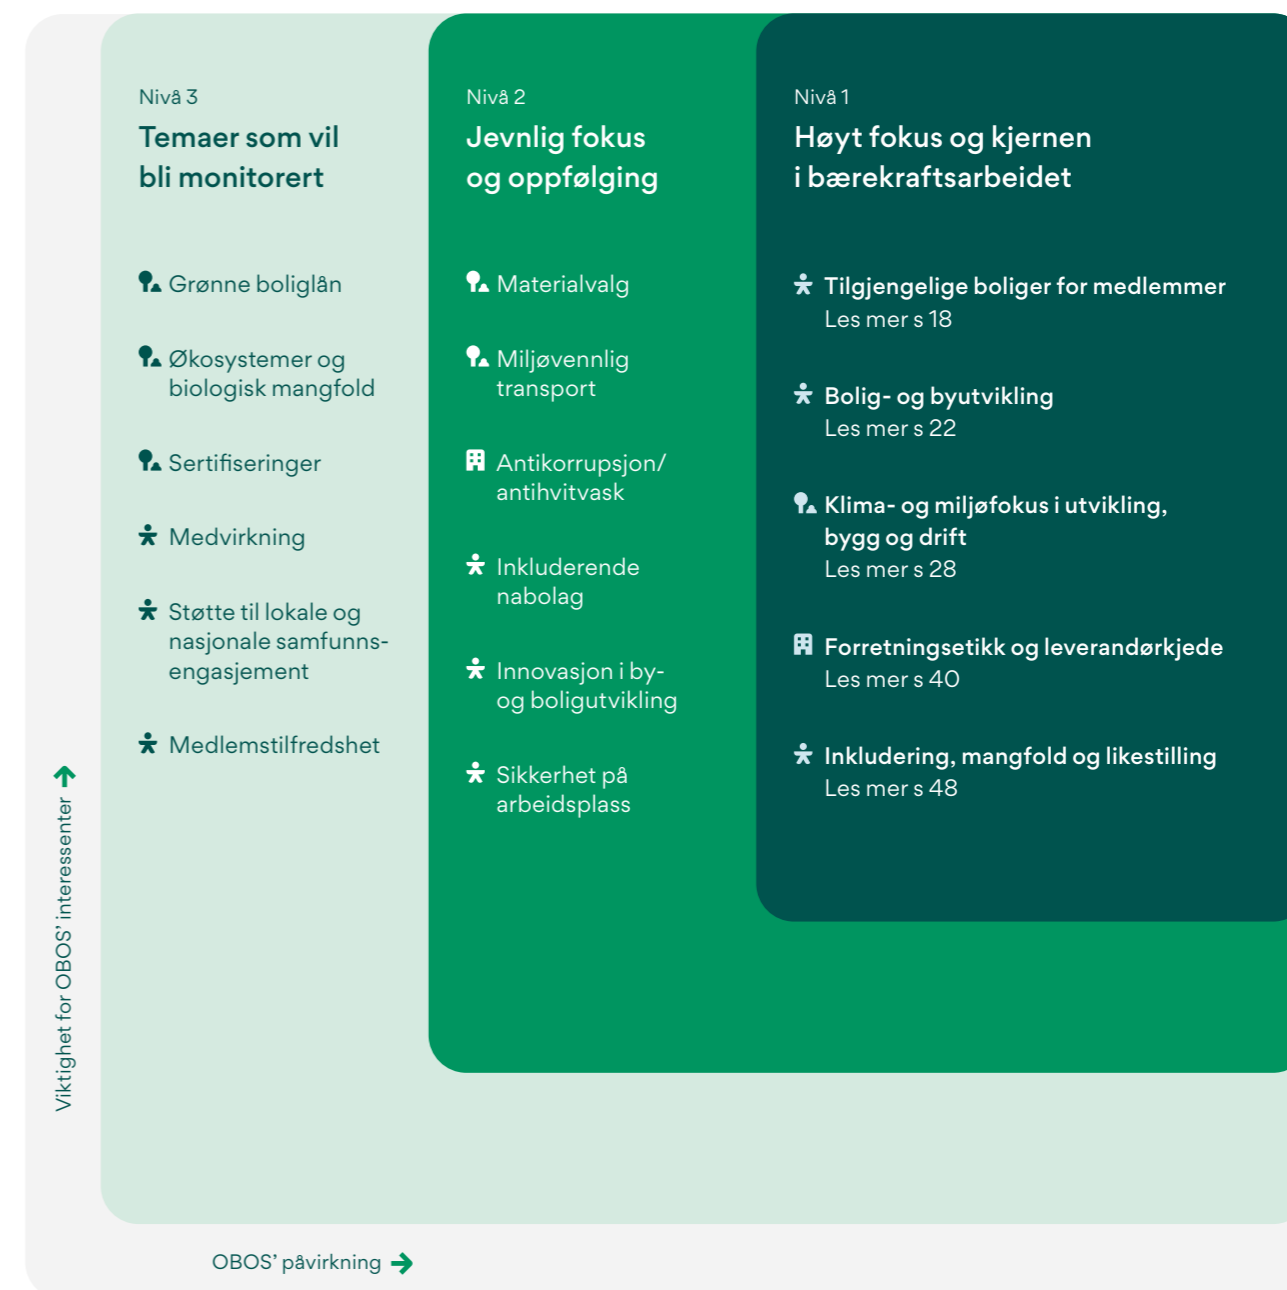 Nivå 3
Temaer som vil
bli monitorert
Grønne boliglån
Økosystemer og
biologisk mangfold
Sertifiseringer
Medvirkning
Støtte til lokale og
nasjonale samfunns-
engasjement
Medlemstilfredshet
Nivå 2
Jevnlig fokus
og oppfølging
Materialvalg
Miljøvennlig
transport
Antikorrupsjon/
antihvitvask
Inkluderende
nabolag
Innovasjon i by-
og boligutvikling
Sikkerhet på
arbeidsplass
Nivå 1
Høyt fokus og kjernen
i bærekraftsarbeidet
Tilgjengelige boliger for medlemmer
Les mer s 18
Bolig- og byutvikling
Les mer s 22
Klima- og miljøfokus i utvikling,
bygg og drift
Les mer s 28
Forretningsetikk og leverandørkjede
Les mer s 40
Inkludering, mangfold og likestilling
Les mer s 48
Viktighet for OBOS’ interessenter
OBOS’ påvirkning